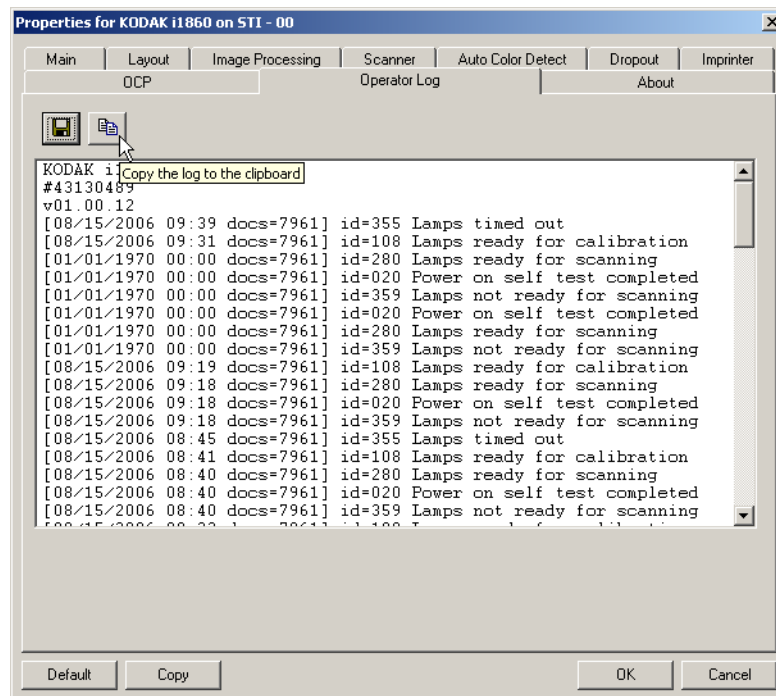 Properties for KODAK i1860 on STI - 00
Main Layout Image Processing Scanner Auto Color Detect Dropout Imprinter
OCP Operator Log About
KODAK
Copy the log to the clipboard
#43130489
v01.00.12
[08/15/2006 09:39 docs=7961] id=355 Lamps timed out
[08/15/2006 09:31 docs=7961] id=108 Lamps ready for calibration
[01/01/1970 00:00 docs=7961] id=280 Lamps ready for scanning
[01/01/1970 00:00 docs=7961] id=020 Power on self test completed
[01/01/1970 00:00 docs=7961] id=359 Lamps not ready for scanning
[01/01/1970 00:00 docs=7961] id=020 Power on self test completed
[01/01/1970 00:00 docs=7961] id=280 Lamps ready for scanning
[01/01/1970 00:00 docs=7961] id=359 Lamps not ready for scanning
[08/15/2006 09:19 docs=7961] id=108 Lamps ready for calibration
[08/15/2006 09:18 docs=7961] id=280 Lamps ready for scanning
[08/15/2006 09:18 docs=7961] id=020 Power on self test completed
[08/15/2006 09:18 docs=7961] id=359 Lamps not ready for scanning
[08/15/2006 08:45 docs=7961] id=355 Lamps timed out
[08/15/2006 08:41 docs=7961] id=108 Lamps ready for calibration
[08/15/2006 08:40 docs=7961] id=280 Lamps ready for scanning
[08/15/2006 08:40 docs=7961] id=020 Power on self test completed
[08/15/2006 08:40 docs=7961] id=359 Lamps not ready for scanning
Default Copy OK Cancel